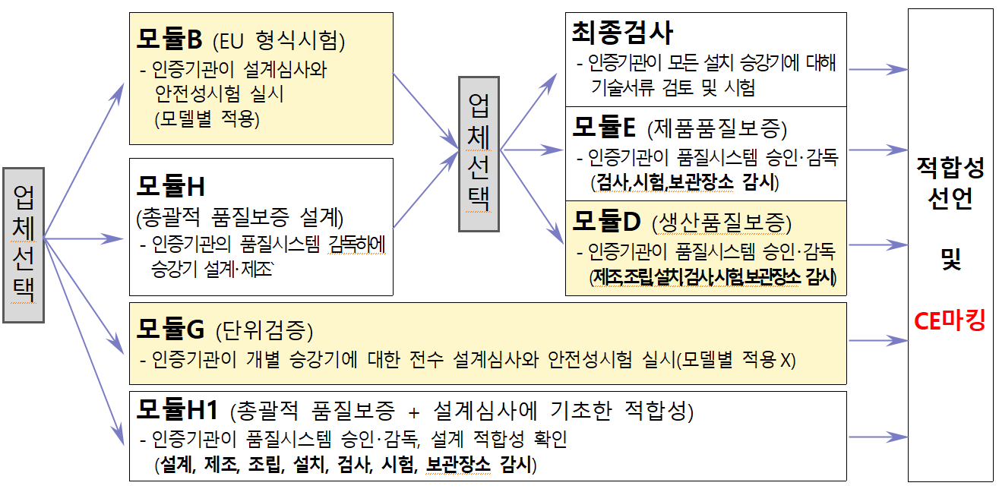 업
체
선
택
모듈B (EU 형식시험)
- 인증기관이 설계심사와
안전성시험 실시
(모델별 적용)
모듈H
(총괄적 품질보증 설계)
- 인증기관의 품질시스템 감독하에
승강기 설계·제조`
업
체
선
택
최종검사
- 인증기관이 모든 설치 승강기에 대해
기술서류 검토 및 시험
모듈E (제품품질보증)
- 인증기관이 품질시스템 승인·감독
(검사,시험,보관장소 감시)
모듈D (생산품질보증)
- 인증기관이 품질시스템 승인·감독
(제조,조립,설치,검사,시험,보관장소 감시)
모듈G (단위검증)
- 인증기관이 개별 승강기에 대한 전수 설계심사와 안전성시험 실시(모델별 적용 X)
모듈H1 (총괄적 품질보증 + 설계심사에 기초한 적합성)
- 인증기관이 품질시스템 승인·감독, 설계 적합성 확인
(설계, 제조, 조립, 설치, 검사, 시험, 보관장소 감시)
적합성
선언
및
CE마킹